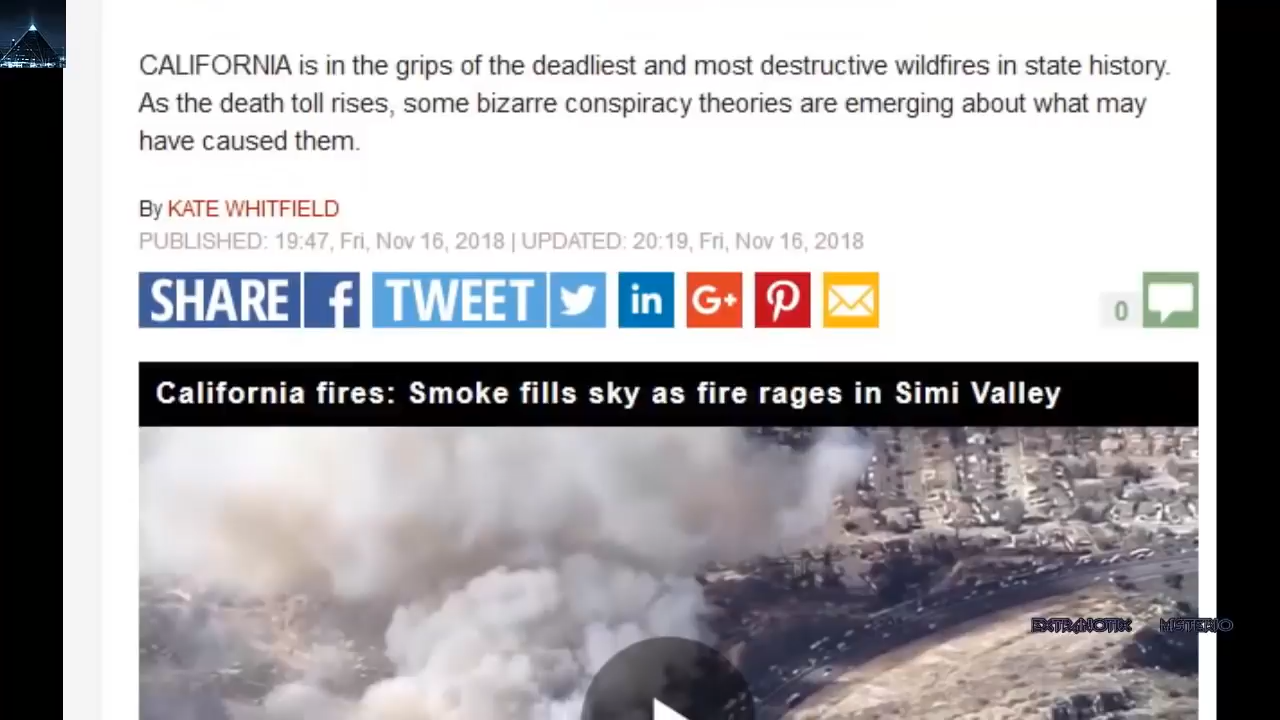 CALIFORNIA is in the grips of the deadliest and most destructive wildfires in state history.
As the death toll rises, some bizarre conspiracy theories are emerging about what may
have caused them.
By KATE WHITFIELD
PUBLISHED: 19:47, Fri, Nov 16, 2018 | UPDATED: 20:19, Fri, Nov 16, 2018
SHARE f TWEET in G+ 0
California fires: Smoke fills sky as fire rages in Simi Valley
EXTRANOTIX MISTERIO